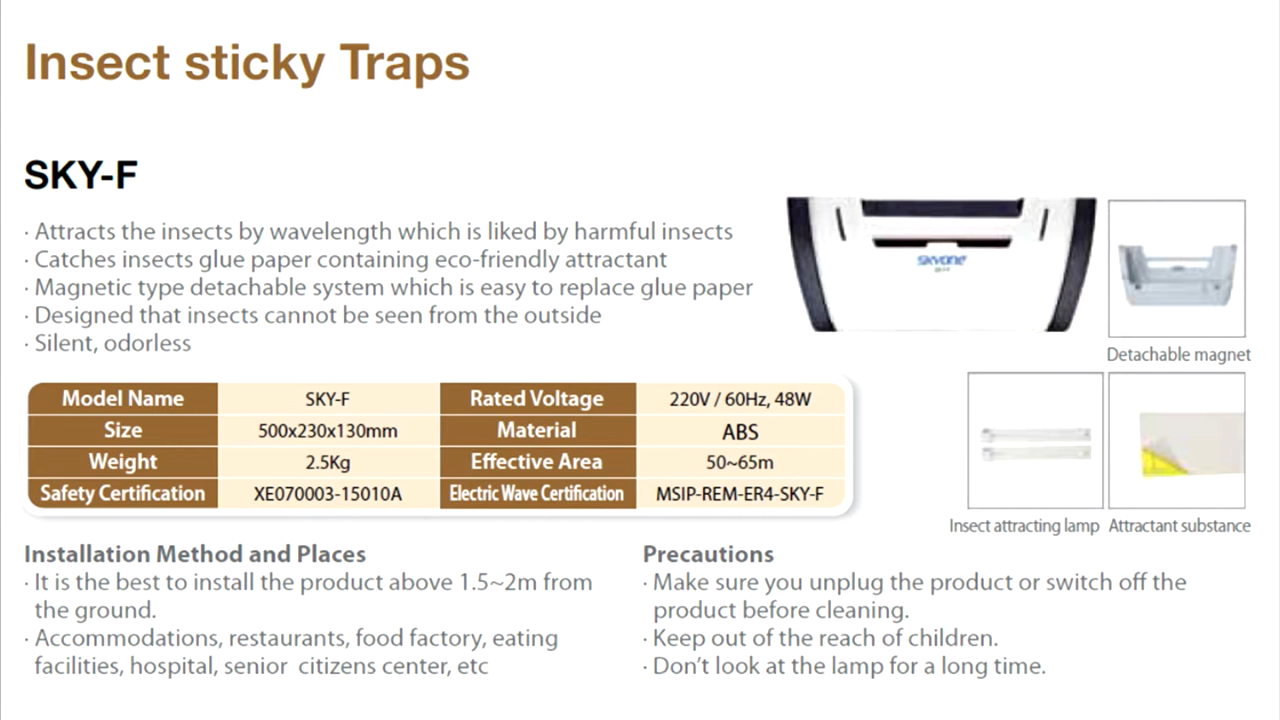 Insect sticky Traps
SKY-F
· Attracts the insects by wavelength which is liked by harmful insects
· Catches insects glue paper containing eco-friendly attractant
· Magnetic type detachable system which is easy to replace glue paper
· Designed that insects cannot be seen from the outside
· Silent, odorless
SKYONE
Detachable magnet
Model Name SKY-F Rated Voltage 220V / 60Hz, 48W
Size 500x230x130mm Material ABS
Weight 2.5Kg Effective Area 50~65m
Safety Certification XE070003-15010A Electric Wave Certification MSIP-REM-ER4-SKY-F
Insect attracting lamp Attractant substance
Installation Method and Places
· It is the best to install the product above 1.5~2m from
the ground.
· Accommodations, restaurants, food factory, eating
facilities, hospital, senior citizens center, etc
Precautions
· Make sure you unplug the product or switch off the
product before cleaning.
· Keep out of the reach of children.
· Don’t look at the lamp for a long time.